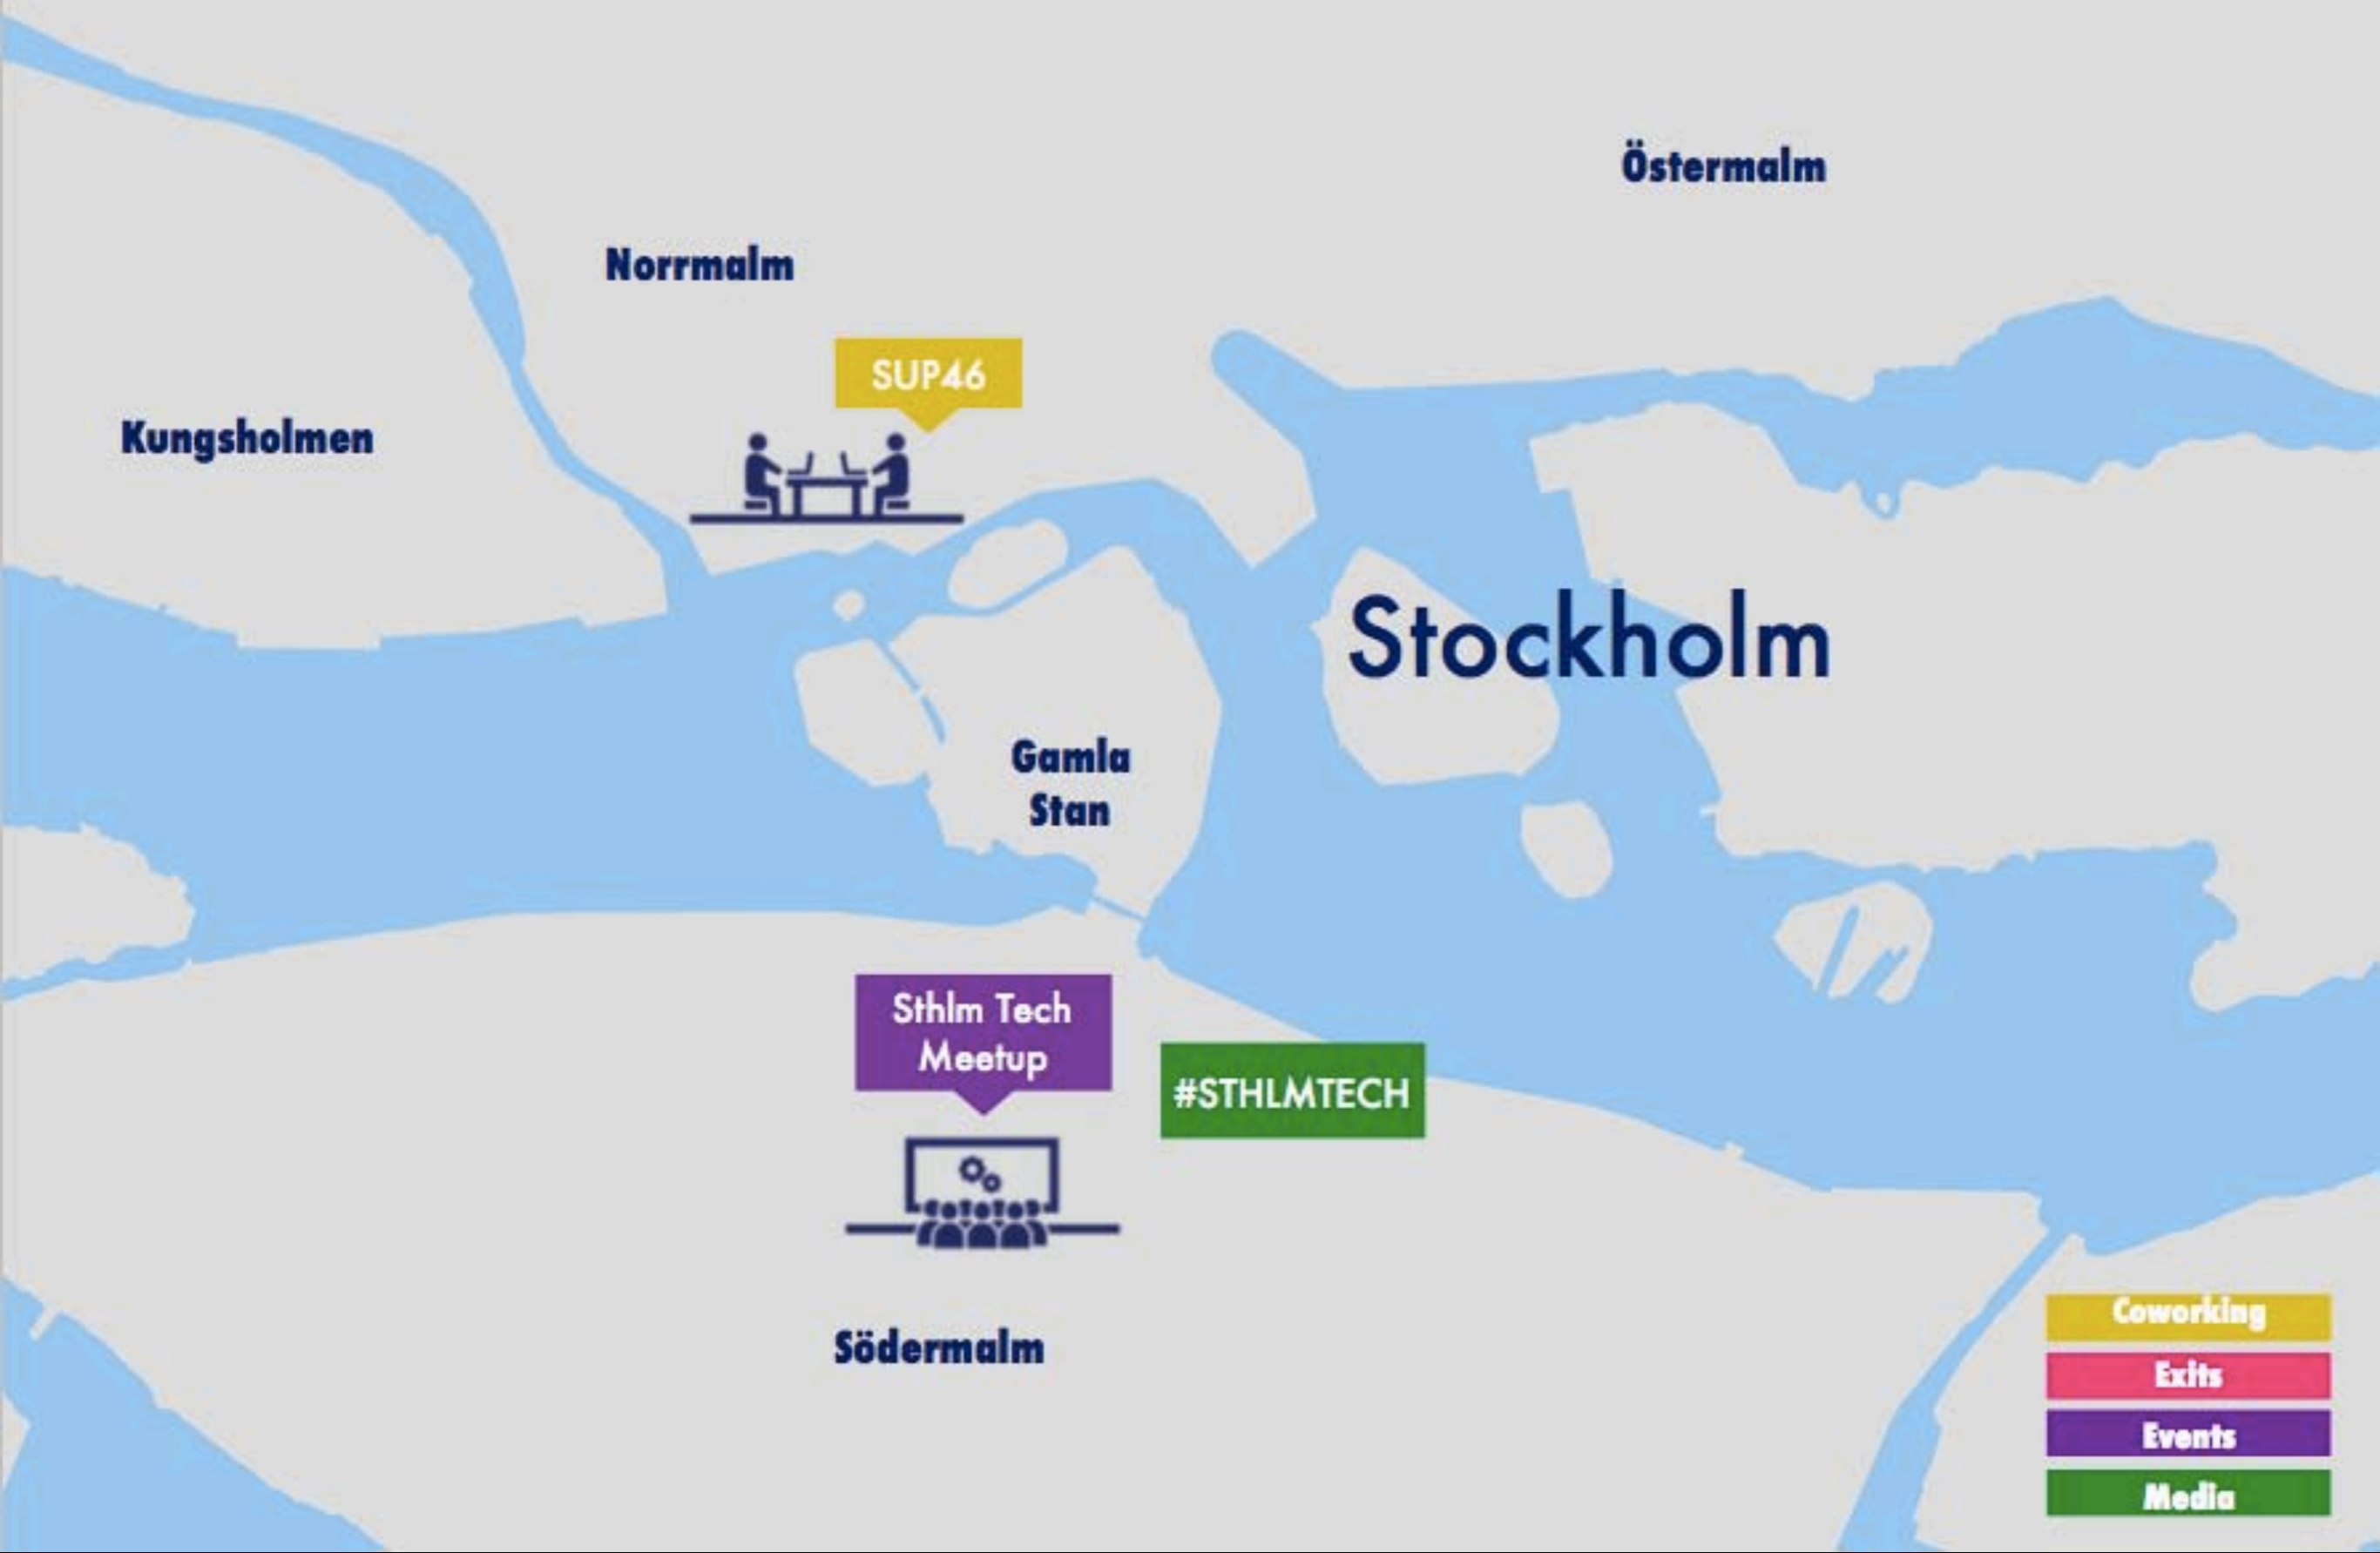 Östermalm
Norrmalm
SUP46
Kungsholmen
Stockholm
Gamla
Stan
Sthlm Tech
Meetup
#STHLMTECH
Södermalm
Coworking
Exits
Events
Media